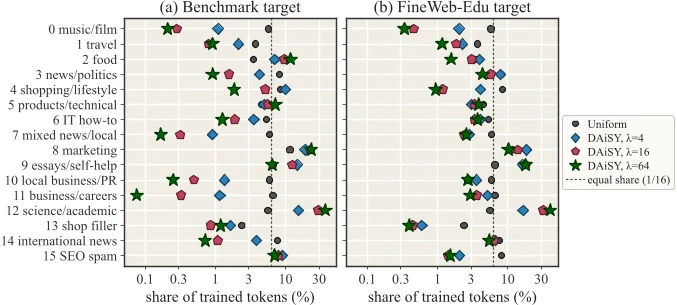 (a) Benchmark target
(b) FineWeb-Edu target
0 music/film
1 travel
2 food
3 news/politics
4 shopping/lifestyle
5 products/technical
6 IT how-to
7 mixed news/local
8 marketing
9 essays/self-help
10 local business/PR
11 business/careers
12 science/academic
13 shop filler
14 international news
15 SEO spam
0.1 0.3 1 3 10 30
0.1 0.3 1 3 10 30
share of trained tokens (%)
share of trained tokens (%)
Uniform
DAiSY, λ=4
DAiSY, λ=16
DAiSY, λ=64
equal share (1/16)